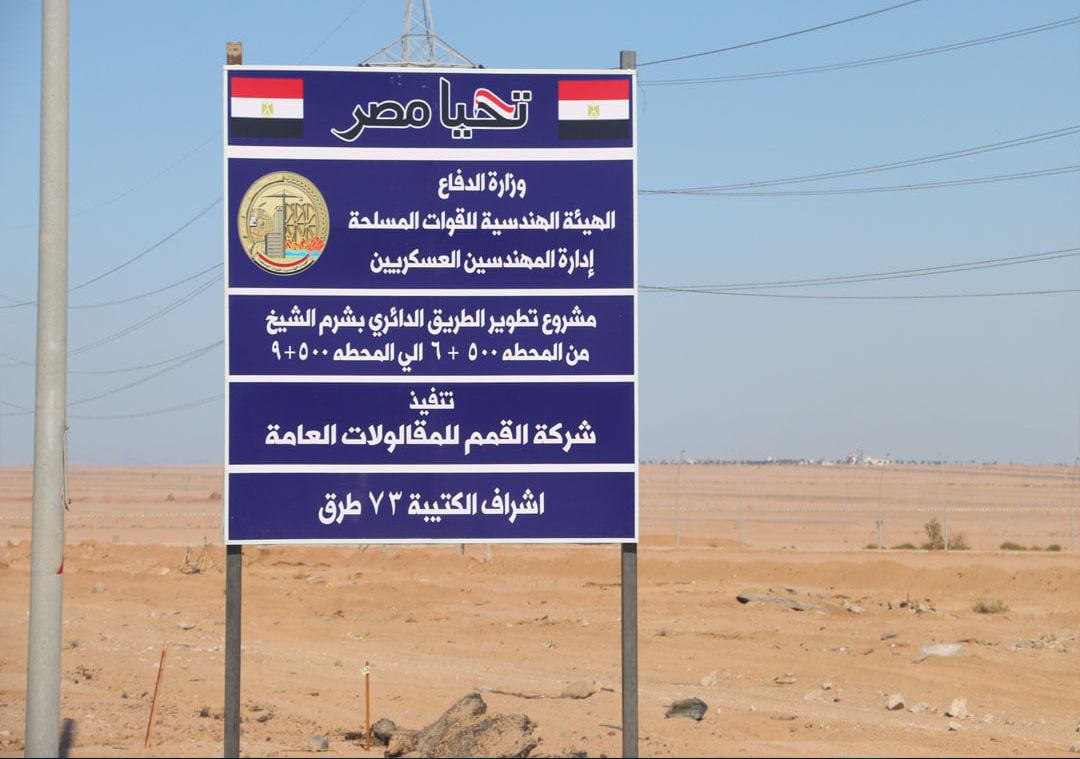 تحيا مصر
وزارة الدفاع
الهيئة الهندسية للقوات المسلحة
إدارة المهندسين العسكريين
مشروع تطوير الطريق الدائري بشرم الشيخ
من المحطه ٥٠٠ + ٦ الي المحطه ٥٠٠+٩
تنفيذ
شركة القمم للمقالولات العامة
اشراف الكتيبة ٧٣ طرق